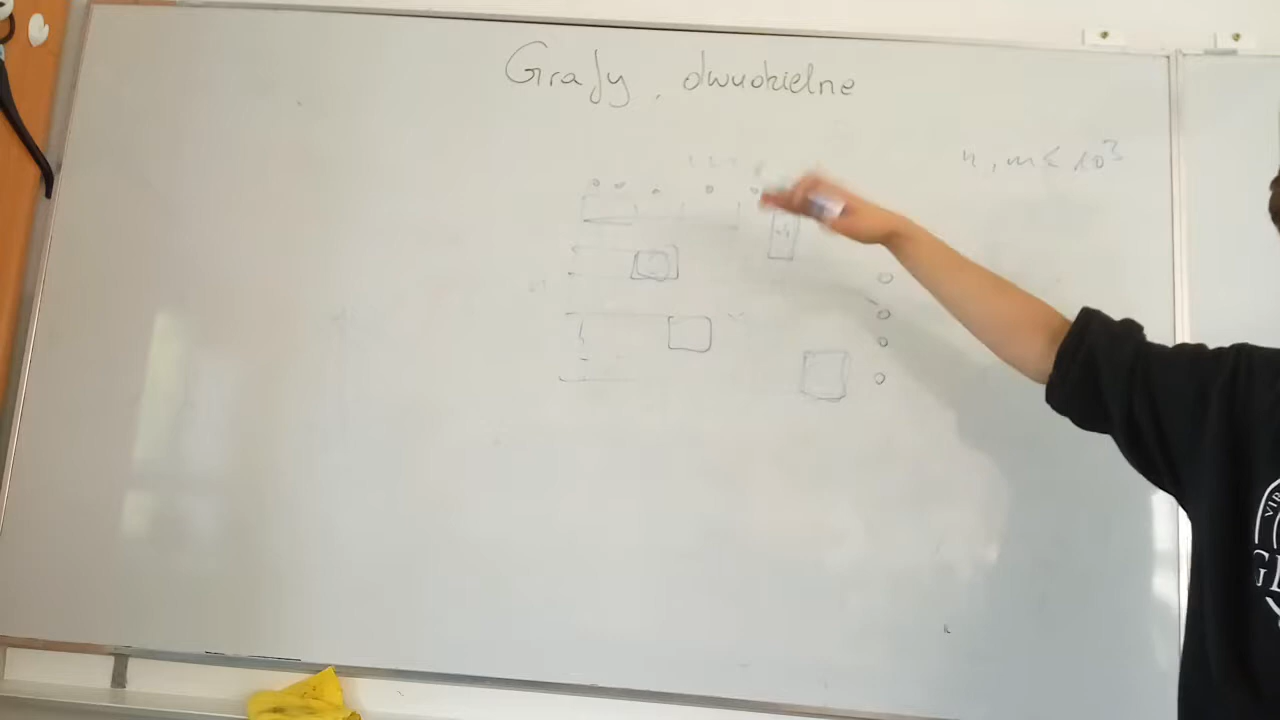 Grafy dwudzielne
n, m ≤ 10³